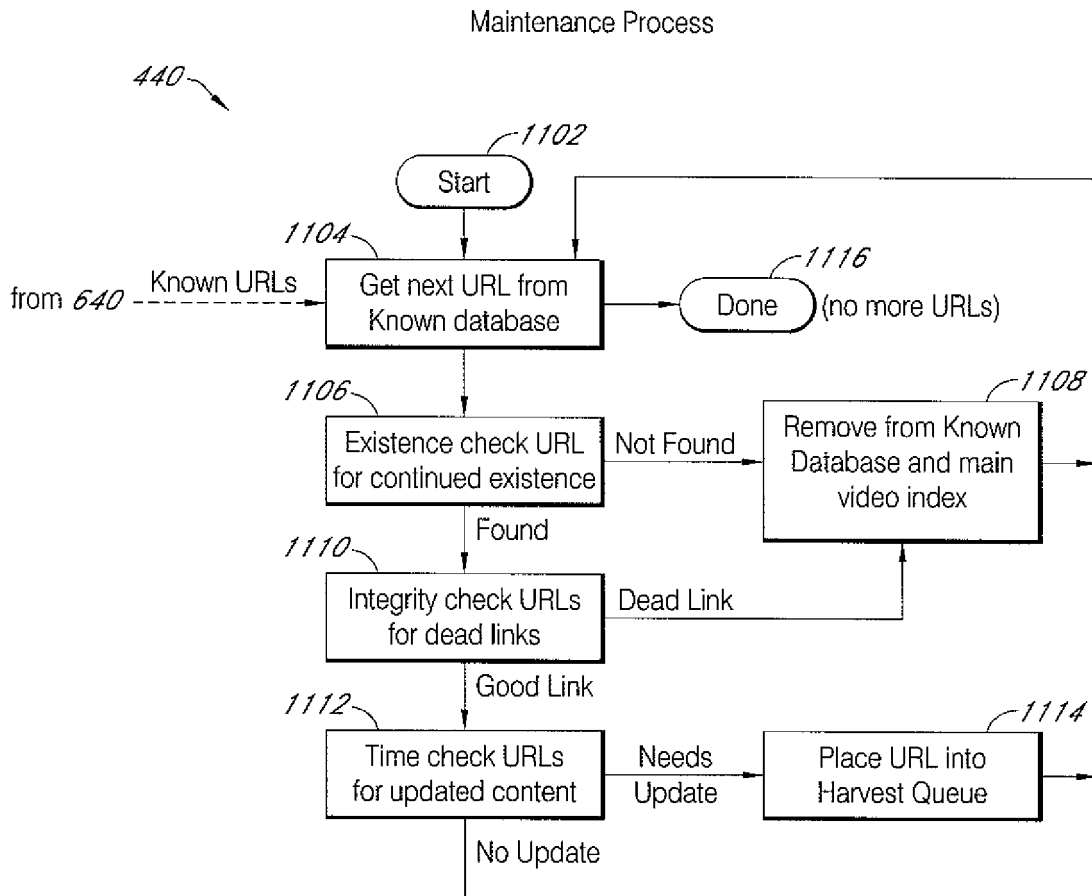 Maintenance Process
440
1102
Start
1104
1116
from 640
Known URLs
Get next URL from
Known database
Done
(no more URLs)
1106
1108
Existence check URL
for continued existence
Not Found
Remove from Known
Database and main
video index
Found
1110
Integrity check URLs
for dead links
Dead Link
Good Link
1112
1114
Time check URLs
for updated content
Needs
Update
Place URL into
Harvest Queue
No Update